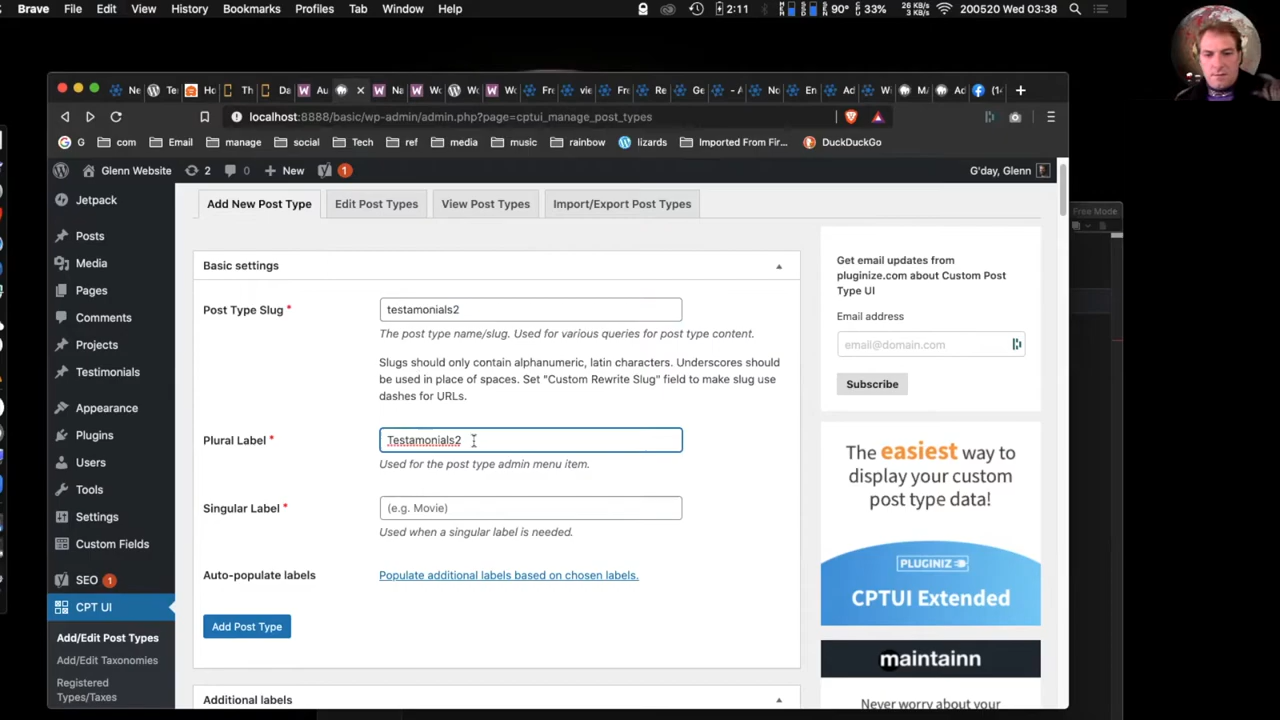 Brave File Edit View History Bookmarks Profiles Tab Window Help 2:11 90° 33% 26 KB 3 KB/s 200520 Wed 03:38
Free Mode
localhost:8888/basic/wp-admin/admin.php?page=cptui_manage_post_types
G com Email manage social Tech ref media music rainbow lizards Imported From Fir... DuckDuckGo
Glenn Website 2 0 New 1 G'day, Glenn
Jetpack
Posts
Media
Pages
Comments
Projects
Testimonials
Appearance
Plugins
Users
Tools
Settings
Custom Fields
SEO 1
CPT UI
Add/Edit Post Types
Add/Edit Taxonomies
Registered
Types/Taxes
Add New Post Type Edit Post Types View Post Types Import/Export Post Types
Basic settings
Post Type Slug * testamonials2
The post type name/slug. Used for various queries for post type content.
Slugs should only contain alphanumeric, latin characters. Underscores should
be used in place of spaces. Set "Custom Rewrite Slug" field to make slug use
dashes for URLs.
Plural Label * Testamonials2
Used for the post type admin menu item.
Singular Label * (e.g. Movie)
Used when a singular label is needed.
Auto-populate labels Populate additional labels based on chosen labels.
Add Post Type
Additional labels
Get email updates from
pluginize.com about Custom Post
Type UI
Email address
email@domain.com
Subscribe
The easiest way to
display your custom
post type data!
PLUGINIZ
CPTUI Extended
maintainn
Never worry about your